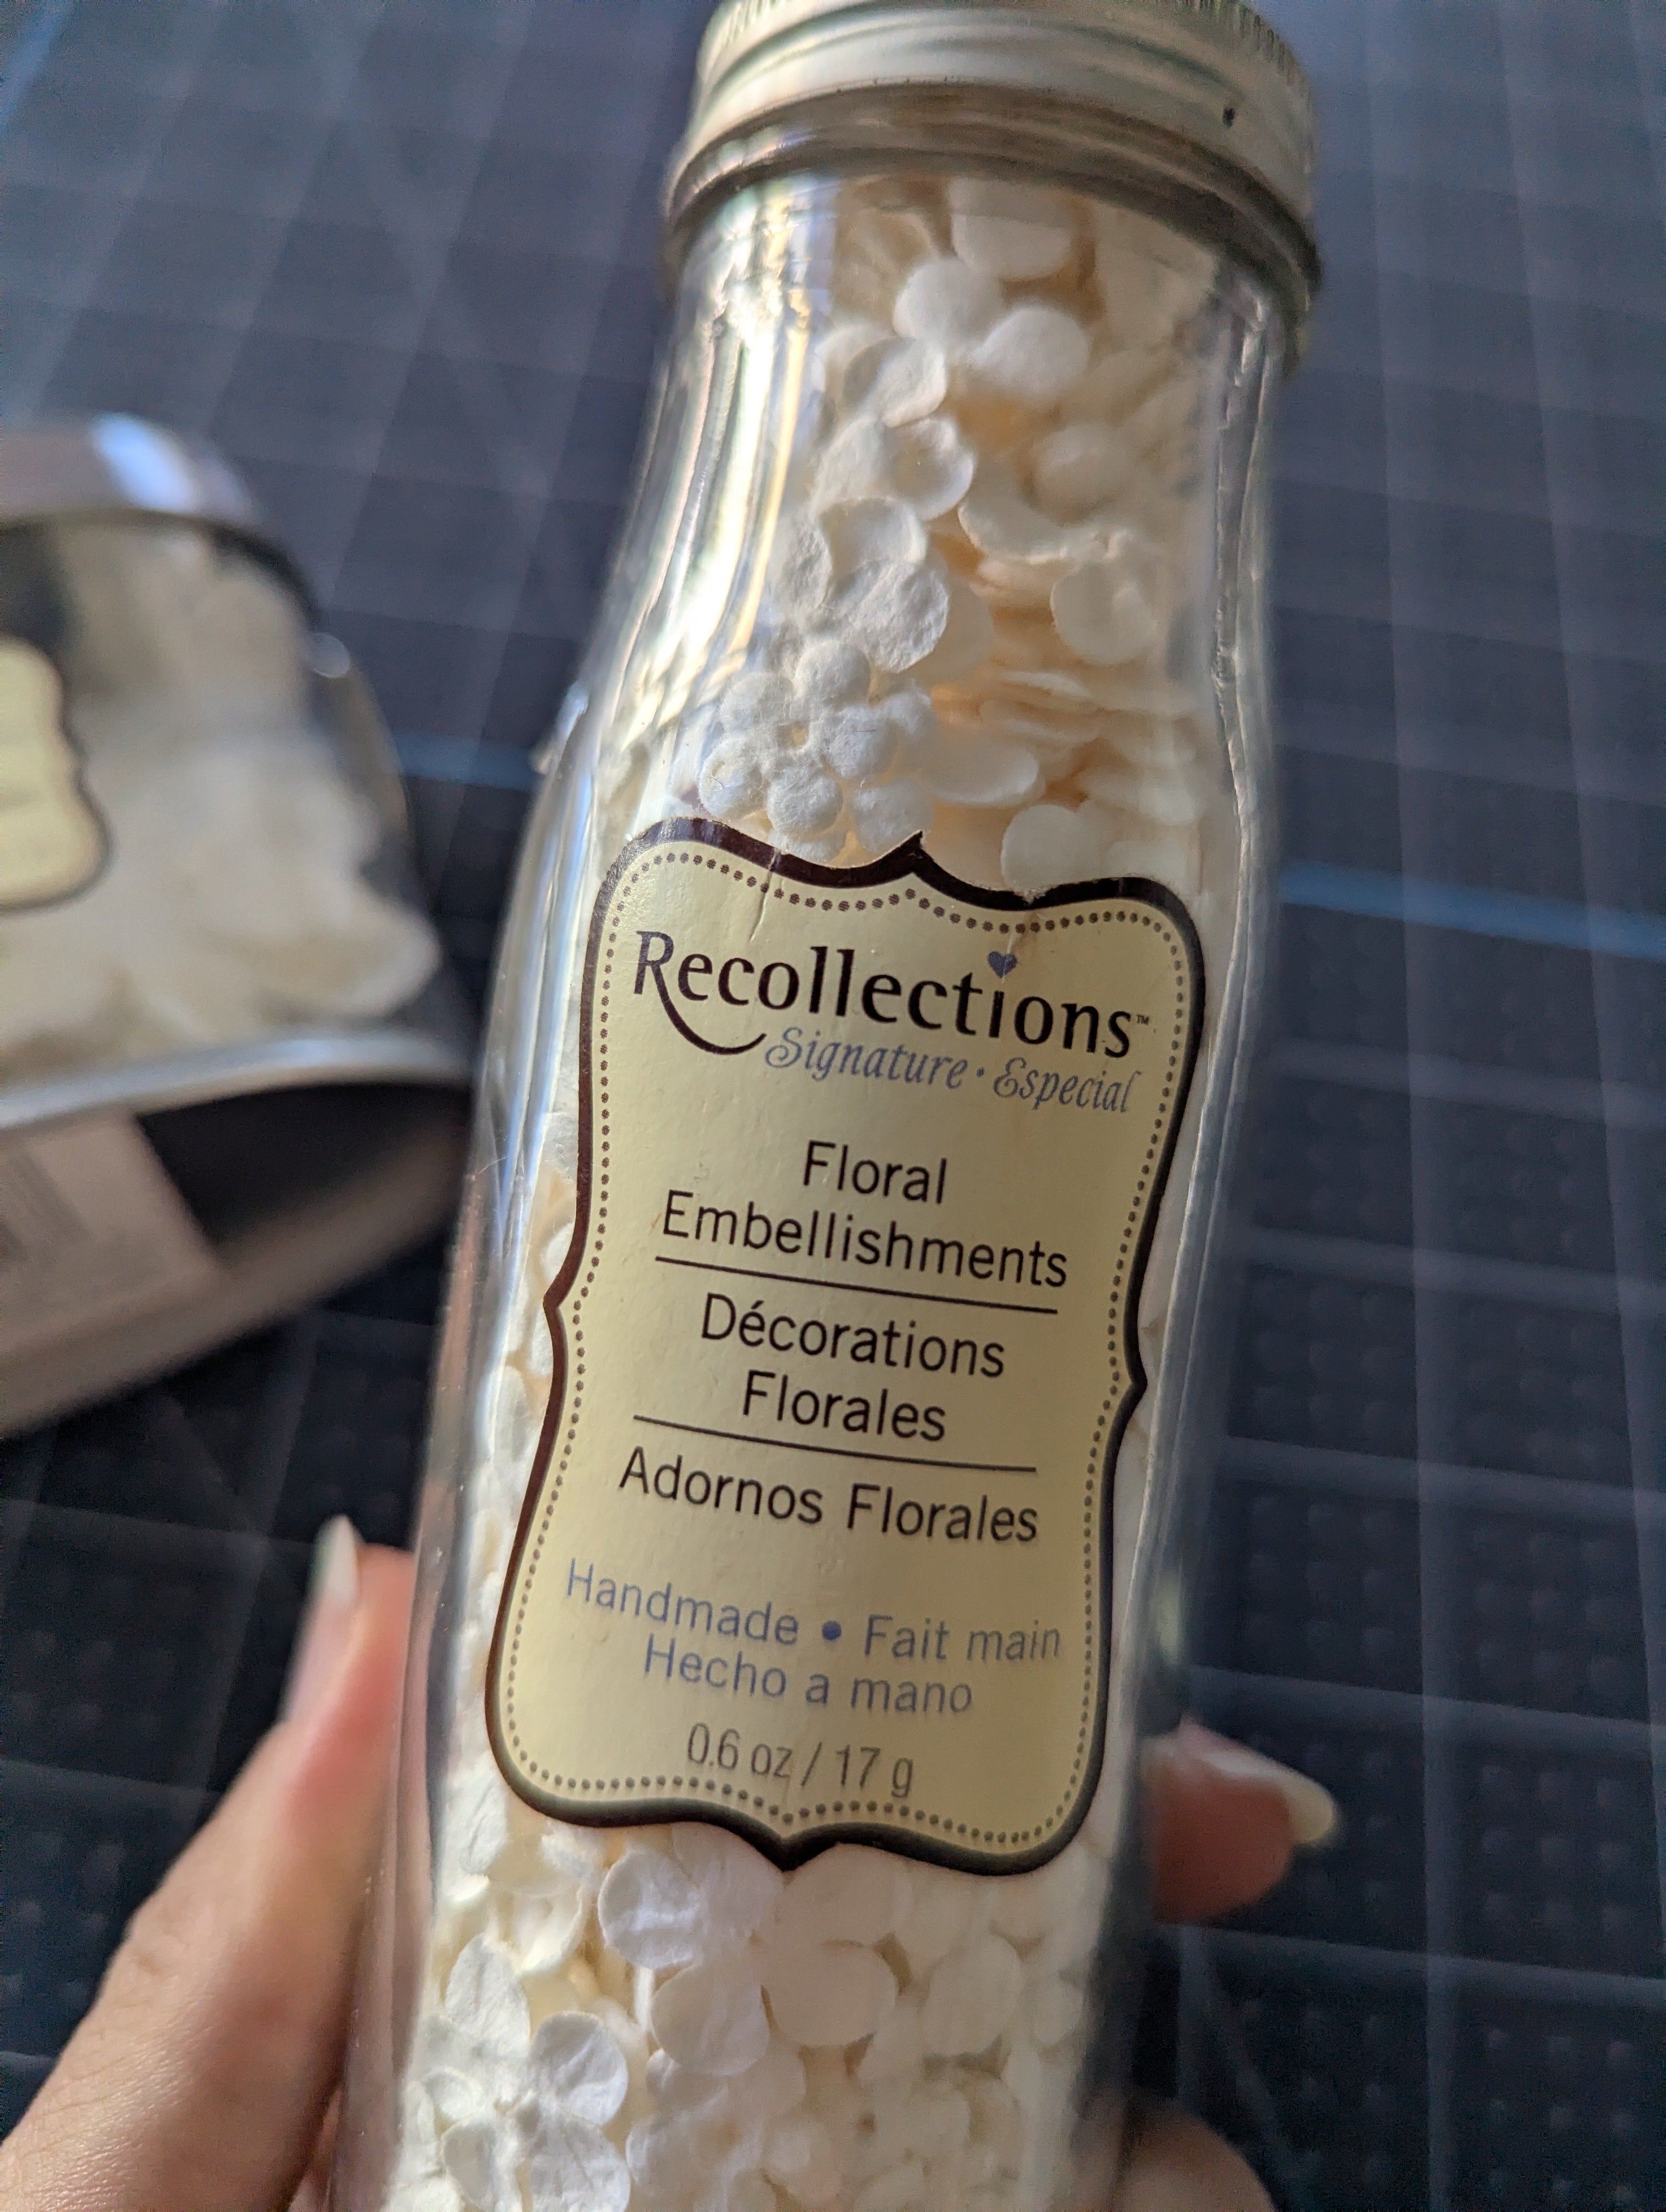 Recollections™
Signature • Especial
Floral
Embellishments
Décorations
Florales
Adornos Florales
Handmade • Fait main
Hecho a mano
0.6 oz / 17 g